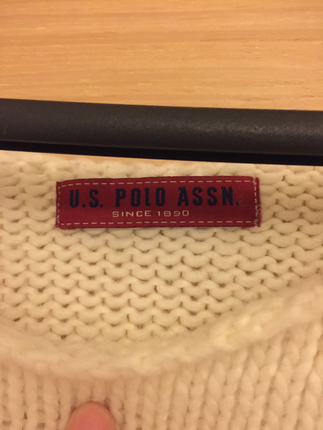 U.S. POLO ASSN.
SINCE 1890